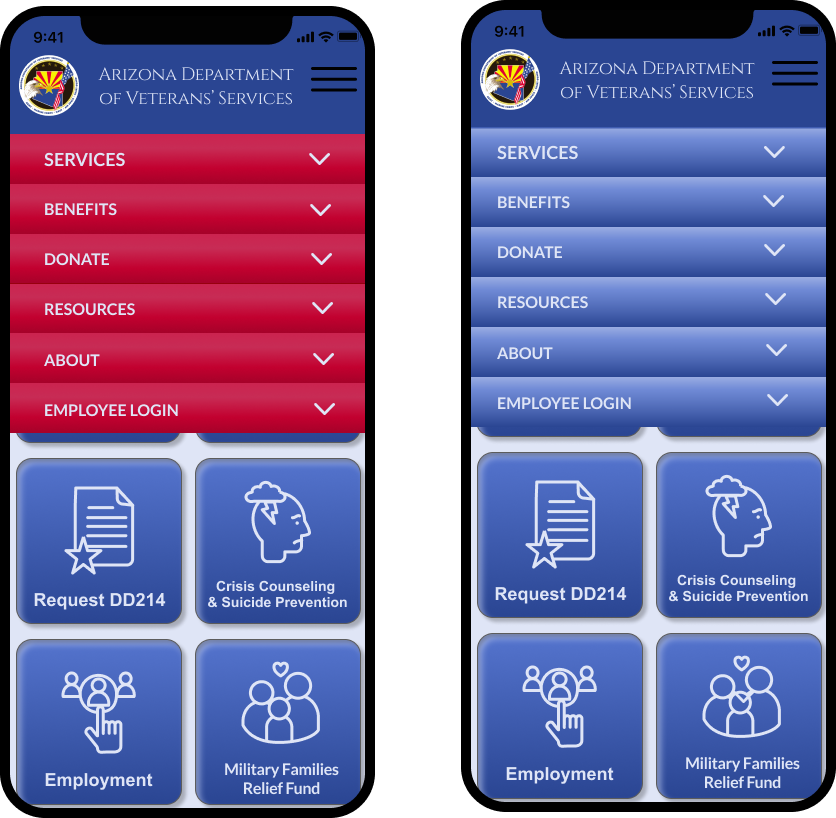 9:41
ARIZONA DEPARTMENT
OF VETERANS' SERVICES
SERVICES
BENEFITS
DONATE
RESOURCES
ABOUT
EMPLOYEE LOGIN
Request DD214
Crisis Counseling
& Suicide Prevention
Employment
Military Families
Relief Fund
9:41
ARIZONA DEPARTMENT
OF VETERANS' SERVICES
SERVICES
BENEFITS
DONATE
RESOURCES
ABOUT
EMPLOYEE LOGIN
Request DD214
Crisis Counseling
& Suicide Prevention
Employment
Military Families
Relief Fund